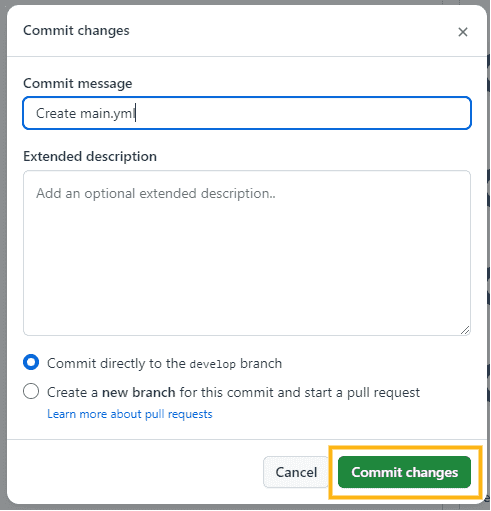 Commit changes
Commit message
Create main.yml
Extended description
Add an optional extended description..
Commit directly to the develop branch
Create a new branch for this commit and start a pull request
Learn more about pull requests
Cancel
Commit changes